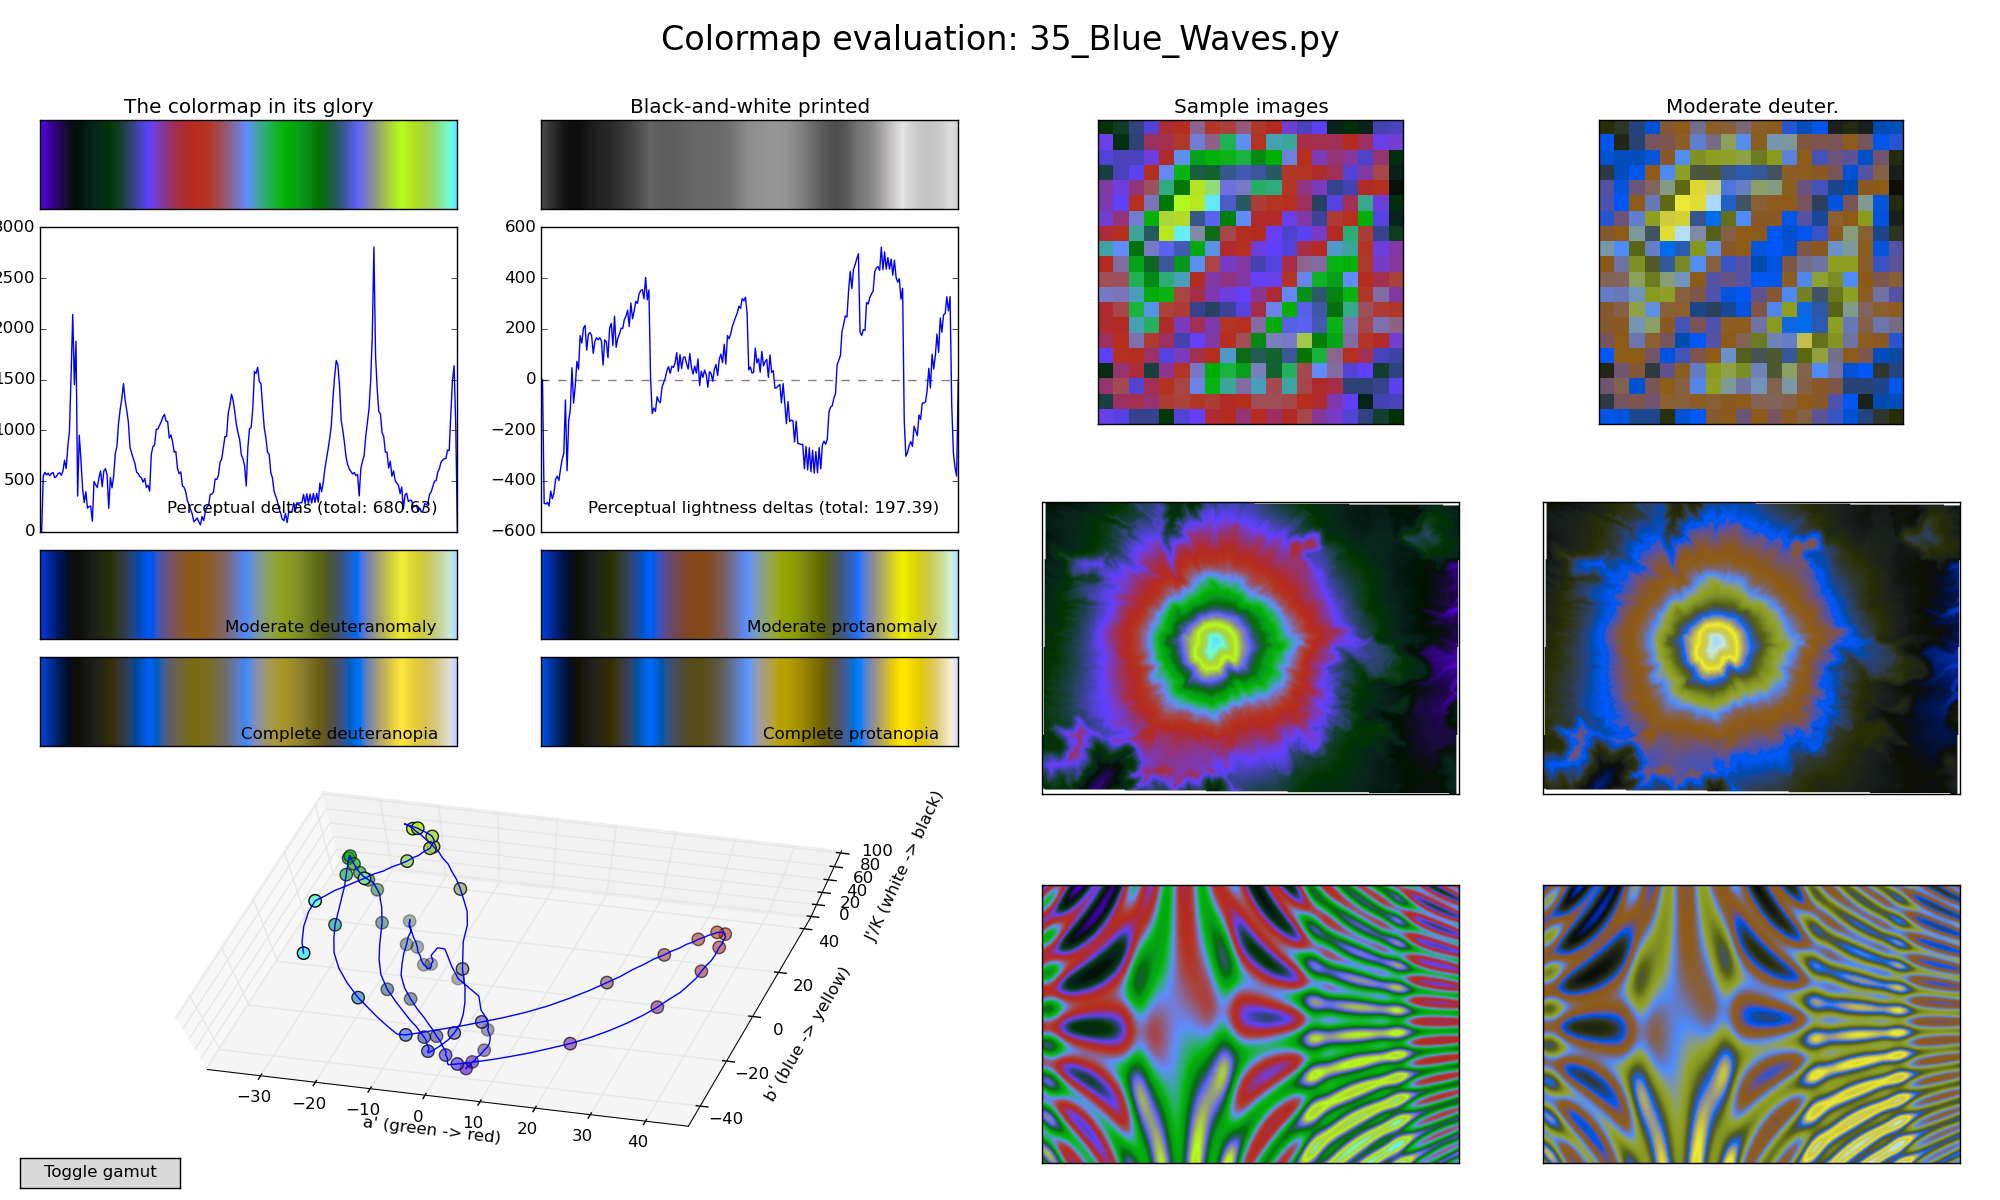 Colormap evaluation: 35_Blue_Waves.py
The colormap in its glory
Black-and-white printed
Sample images
Moderate deuter.
3000
2500
2000
1500
1000
500
0
Perceptual deltas (total: 680.63)
600
400
200
0
−200
−400
−600
Perceptual lightness deltas (total: 197.39)
Moderate deuteranomaly
Moderate protanomaly
Complete deuteranopia
Complete protanopia
100
80
60
40
20
0
J'/K (white -> black)
40
20
0
−20
−40
b' (blue -> yellow)
−30
−20
−10
0
10
20
30
40
a' (green -> red)
Toggle gamut